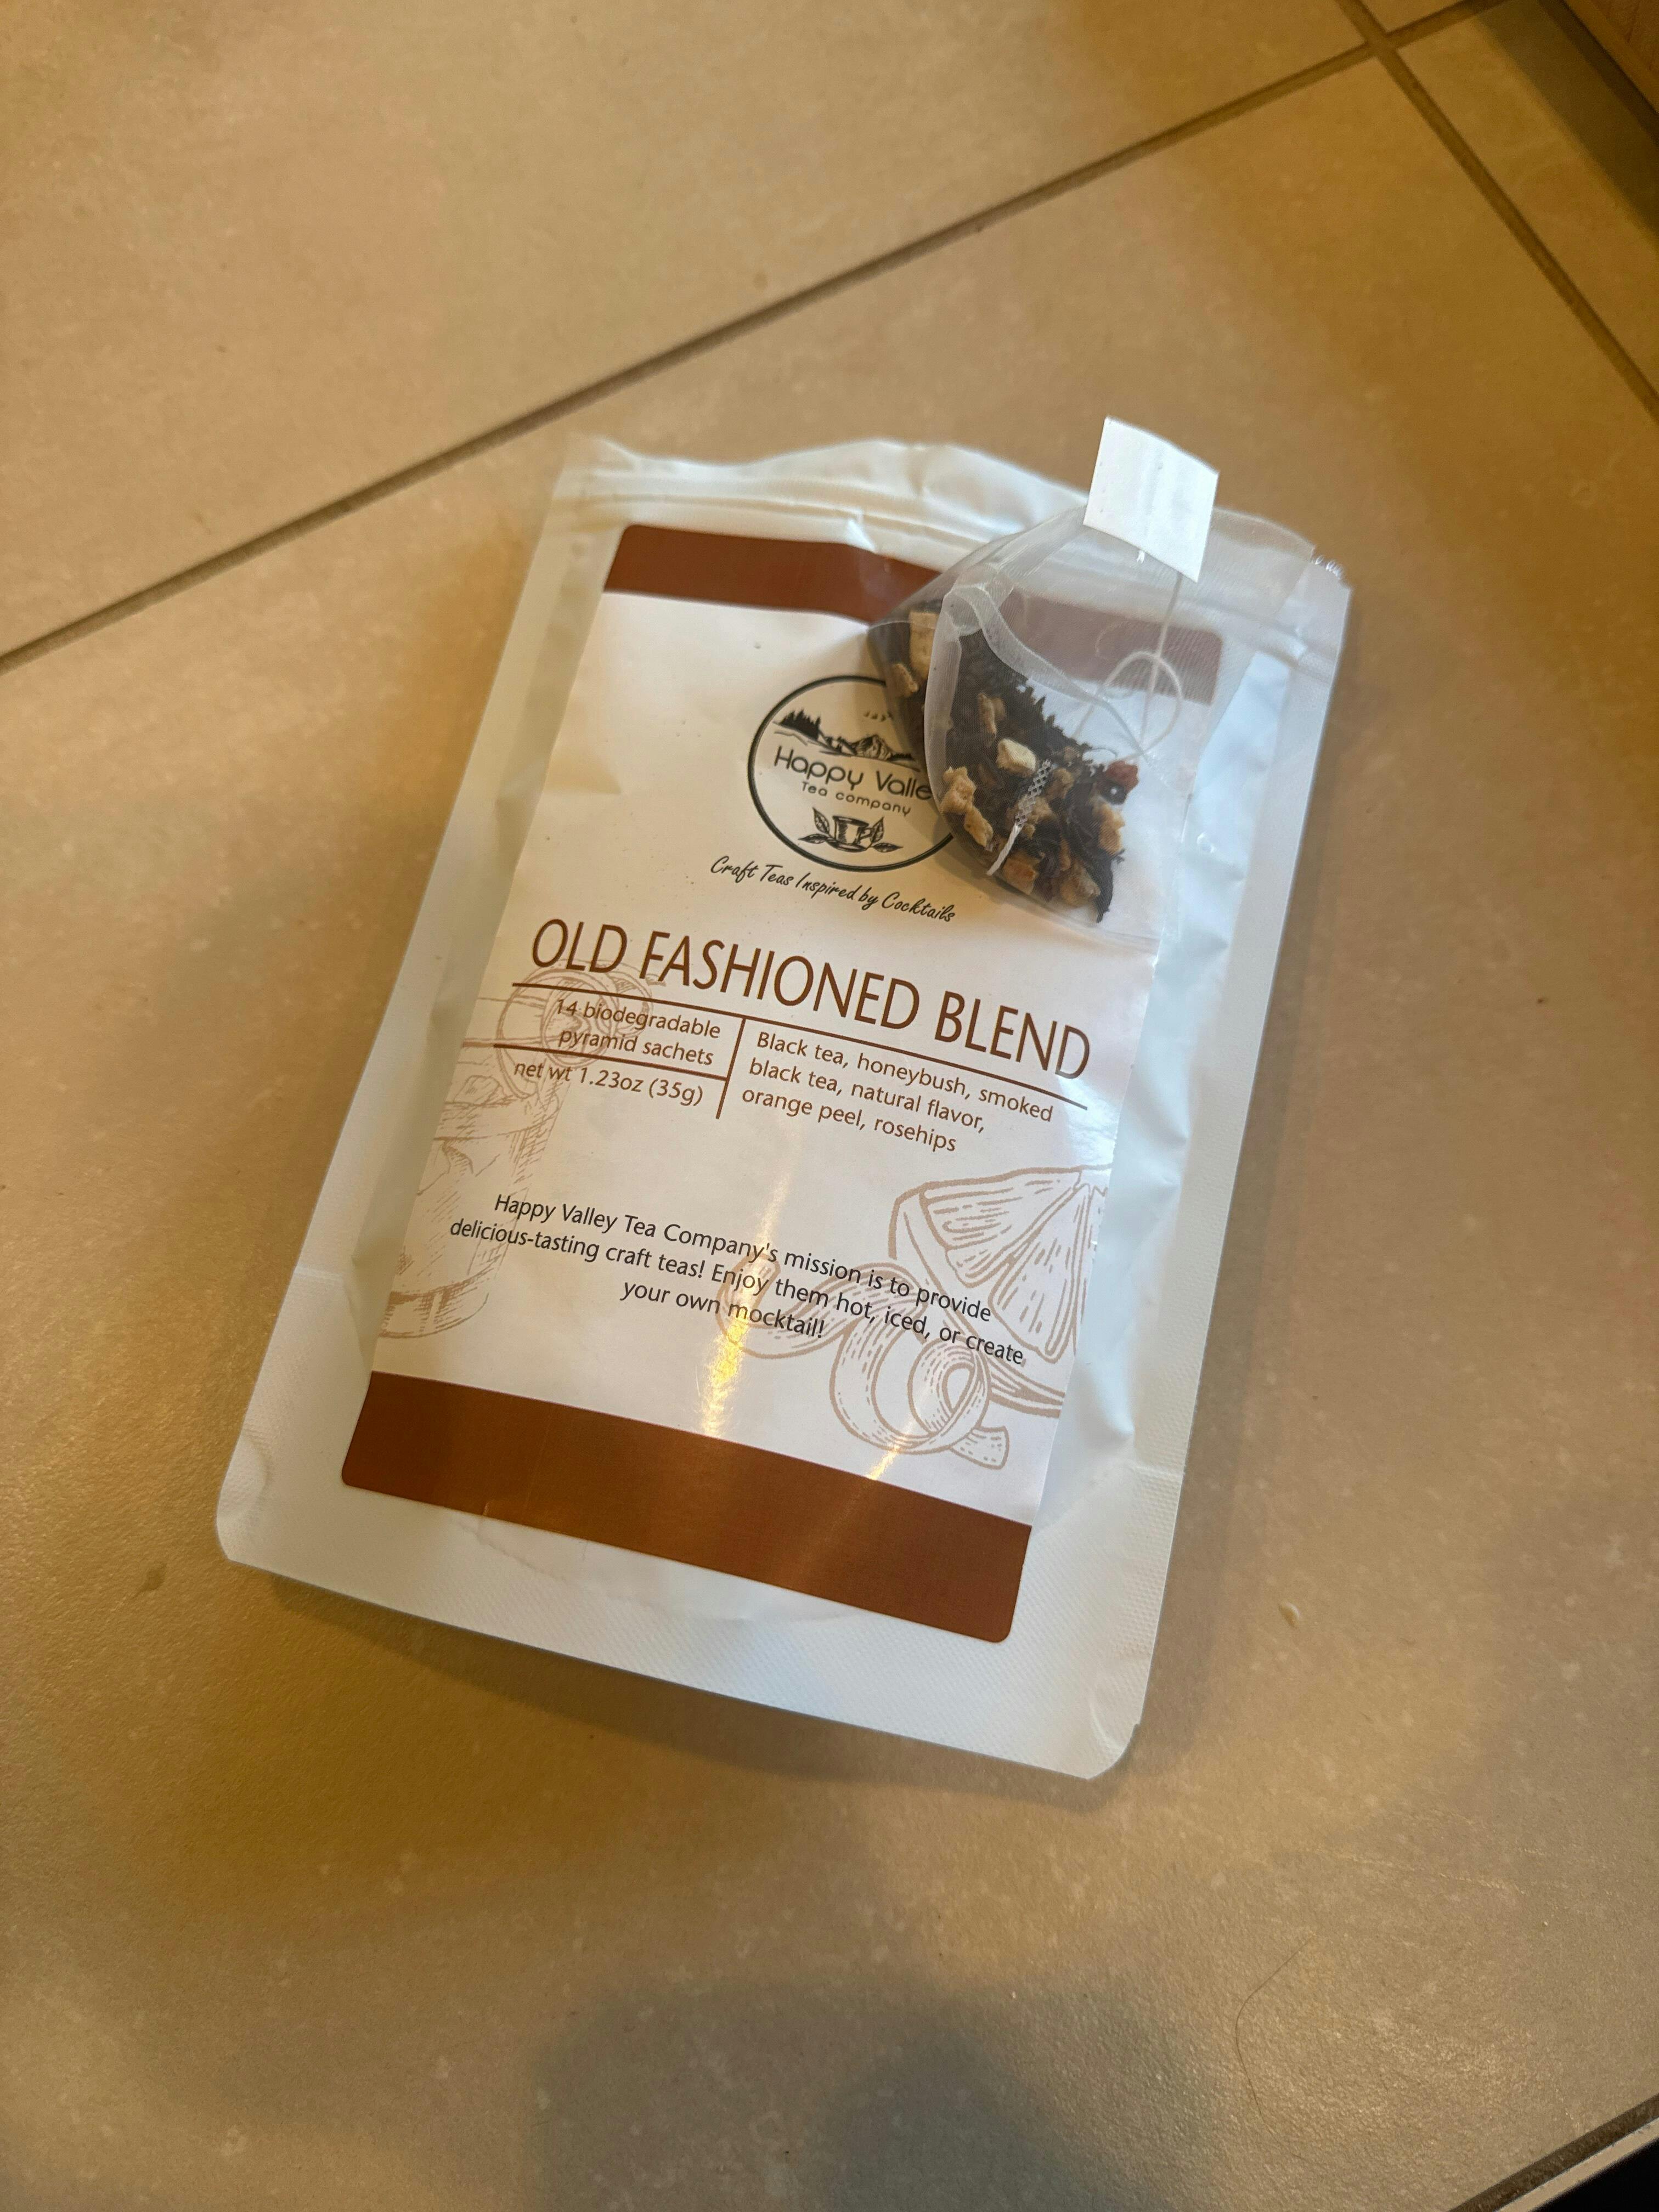 Happy Valle
Tea company
Craft Teas Inspired by Cocktails
OLD FASHIONED BLEND
14 biodegradable
pyramid sachets
net wt 1.23oz (35g)
Black tea, honeybush, smoked
black tea, natural flavor,
orange peel, rosehips
Happy Valley Tea Company's mission is to provide
delicious-tasting craft teas! Enjoy them hot, iced, or create
your own mocktail!